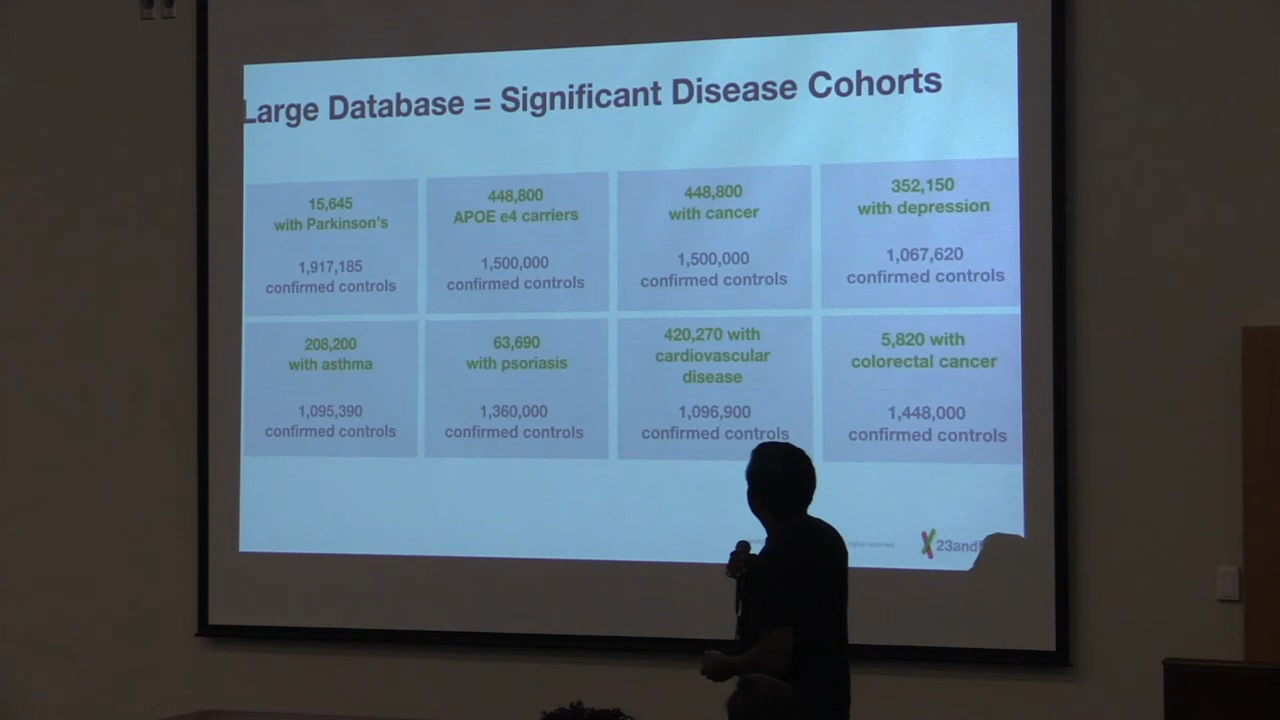 Large Database = Significant Disease Cohorts
15,645
with Parkinson's
1,917,185
confirmed controls
448,800
APOE e4 carriers
1,500,000
confirmed controls
448,800
with cancer
1,500,000
confirmed controls
352,150
with depression
1,067,620
confirmed controls
208,200
with asthma
1,095,390
confirmed controls
63,690
with psoriasis
1,360,000
confirmed controls
420,270 with
cardiovascular
disease
1,096,900
confirmed controls
5,820 with
colorectal cancer
1,448,000
confirmed controls
23and